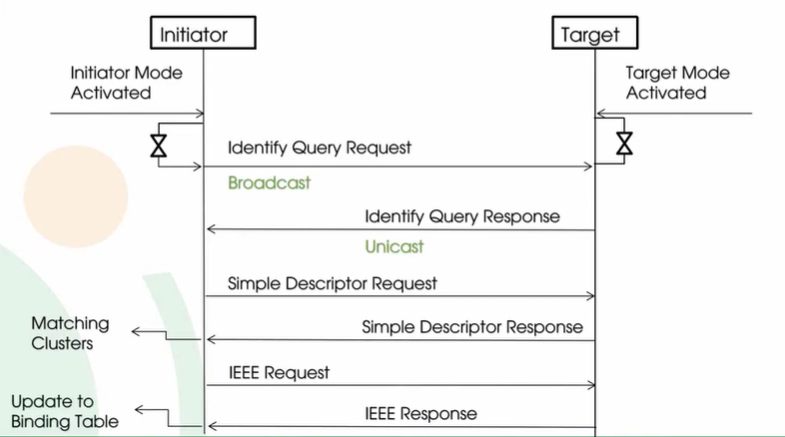 Initiator
Target
Initiator Mode
Activated
Target Mode
Activated
Identify Query Request
Broadcast
Identify Query Response
Unicast
Simple Descriptor Request
Matching
Clusters
Simple Descriptor Response
IEEE Request
Update to
Binding Table
IEEE Response